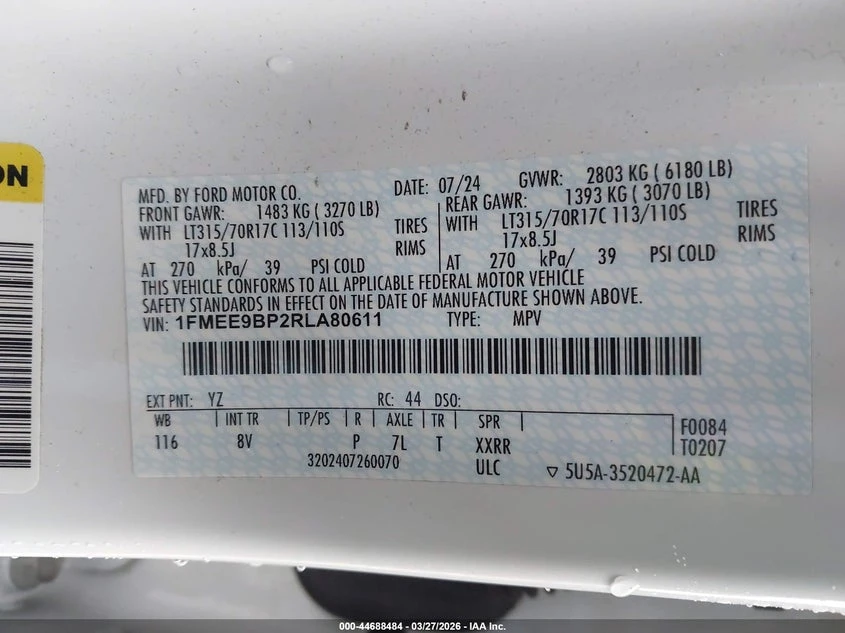 ON
MFD. BY FORD MOTOR CO. DATE: 07/24 GVWR: 2803 KG ( 6180 LB)
FRONT GAWR: 1483 KG ( 3270 LB) REAR GAWR: 1393 KG ( 3070 LB)
WITH LT315/70R17C 113/110S TIRES WITH LT315/70R17C 113/110S TIRES
17x8.5J RIMS 17x8.5J RIMS
AT 270 kPa/ 39 PSI COLD AT 270 kPa/ 39 PSI COLD
THIS VEHICLE CONFORMS TO ALL APPLICABLE FEDERAL MOTOR VEHICLE
SAFETY STANDARDS IN EFFECT ON THE DATE OF MANUFACTURE SHOWN ABOVE.
VIN: 1FMEE9BP2RLA80611 TYPE: MPV
EXT PNT: YZ RC: 44 DSO:
WB INT TR TP/PS R AXLE TR SPR F0084
116 8V P 7L T XXRR T0207
3202407260070 ULC ▽ 5U5A-3520472-AA
000-44688484 - 03/27/2026 - IAA Inc.